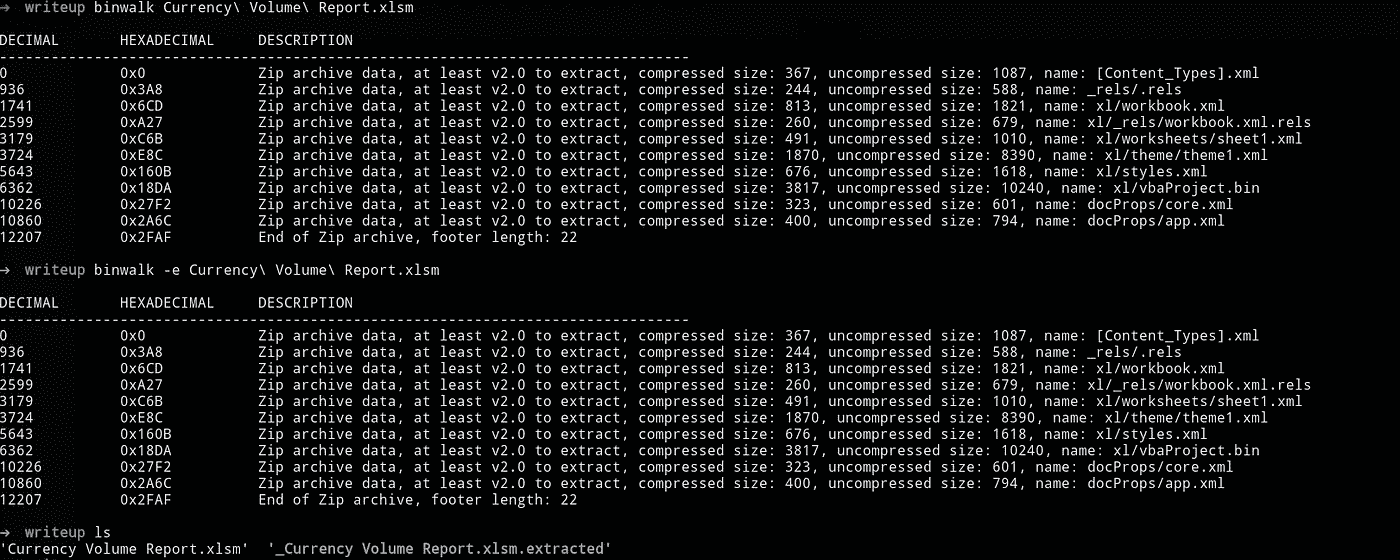 → writeup binwalk Currency\ Volume\ Report.xlsm
DECIMAL HEXADECIMAL DESCRIPTION
--------------------------------------------------------------------------------
0 0x0 Zip archive data, at least v2.0 to extract, compressed size: 367, uncompressed size: 1087, name: [Content_Types].xml
936 0x3A8 Zip archive data, at least v2.0 to extract, compressed size: 244, uncompressed size: 588, name: _rels/.rels
1741 0x6CD Zip archive data, at least v2.0 to extract, compressed size: 813, uncompressed size: 1821, name: xl/workbook.xml
2599 0xA27 Zip archive data, at least v2.0 to extract, compressed size: 260, uncompressed size: 679, name: xl/_rels/workbook.xml.rels
3179 0xC6B Zip archive data, at least v2.0 to extract, compressed size: 491, uncompressed size: 1010, name: xl/worksheets/sheet1.xml
3724 0xE8C Zip archive data, at least v2.0 to extract, compressed size: 1870, uncompressed size: 8390, name: xl/theme/theme1.xml
5643 0x160B Zip archive data, at least v2.0 to extract, compressed size: 676, uncompressed size: 1618, name: xl/styles.xml
6362 0x18DA Zip archive data, at least v2.0 to extract, compressed size: 3817, uncompressed size: 10240, name: xl/vbaProject.bin
10226 0x27F2 Zip archive data, at least v2.0 to extract, compressed size: 323, uncompressed size: 601, name: docProps/core.xml
10860 0x2A6C Zip archive data, at least v2.0 to extract, compressed size: 400, uncompressed size: 794, name: docProps/app.xml
12207 0x2FAF End of Zip archive, footer length: 22
→ writeup binwalk -e Currency\ Volume\ Report.xlsm
DECIMAL HEXADECIMAL DESCRIPTION
--------------------------------------------------------------------------------
0 0x0 Zip archive data, at least v2.0 to extract, compressed size: 367, uncompressed size: 1087, name: [Content_Types].xml
936 0x3A8 Zip archive data, at least v2.0 to extract, compressed size: 244, uncompressed size: 588, name: _rels/.rels
1741 0x6CD Zip archive data, at least v2.0 to extract, compressed size: 813, uncompressed size: 1821, name: xl/workbook.xml
2599 0xA27 Zip archive data, at least v2.0 to extract, compressed size: 260, uncompressed size: 679, name: xl/_rels/workbook.xml.rels
3179 0xC6B Zip archive data, at least v2.0 to extract, compressed size: 491, uncompressed size: 1010, name: xl/worksheets/sheet1.xml
3724 0xE8C Zip archive data, at least v2.0 to extract, compressed size: 1870, uncompressed size: 8390, name: xl/theme/theme1.xml
5643 0x160B Zip archive data, at least v2.0 to extract, compressed size: 676, uncompressed size: 1618, name: xl/styles.xml
6362 0x18DA Zip archive data, at least v2.0 to extract, compressed size: 3817, uncompressed size: 10240, name: xl/vbaProject.bin
10226 0x27F2 Zip archive data, at least v2.0 to extract, compressed size: 323, uncompressed size: 601, name: docProps/core.xml
10860 0x2A6C Zip archive data, at least v2.0 to extract, compressed size: 400, uncompressed size: 794, name: docProps/app.xml
12207 0x2FAF End of Zip archive, footer length: 22
→ writeup ls
'Currency Volume Report.xlsm' '_Currency Volume Report.xlsm.extracted'